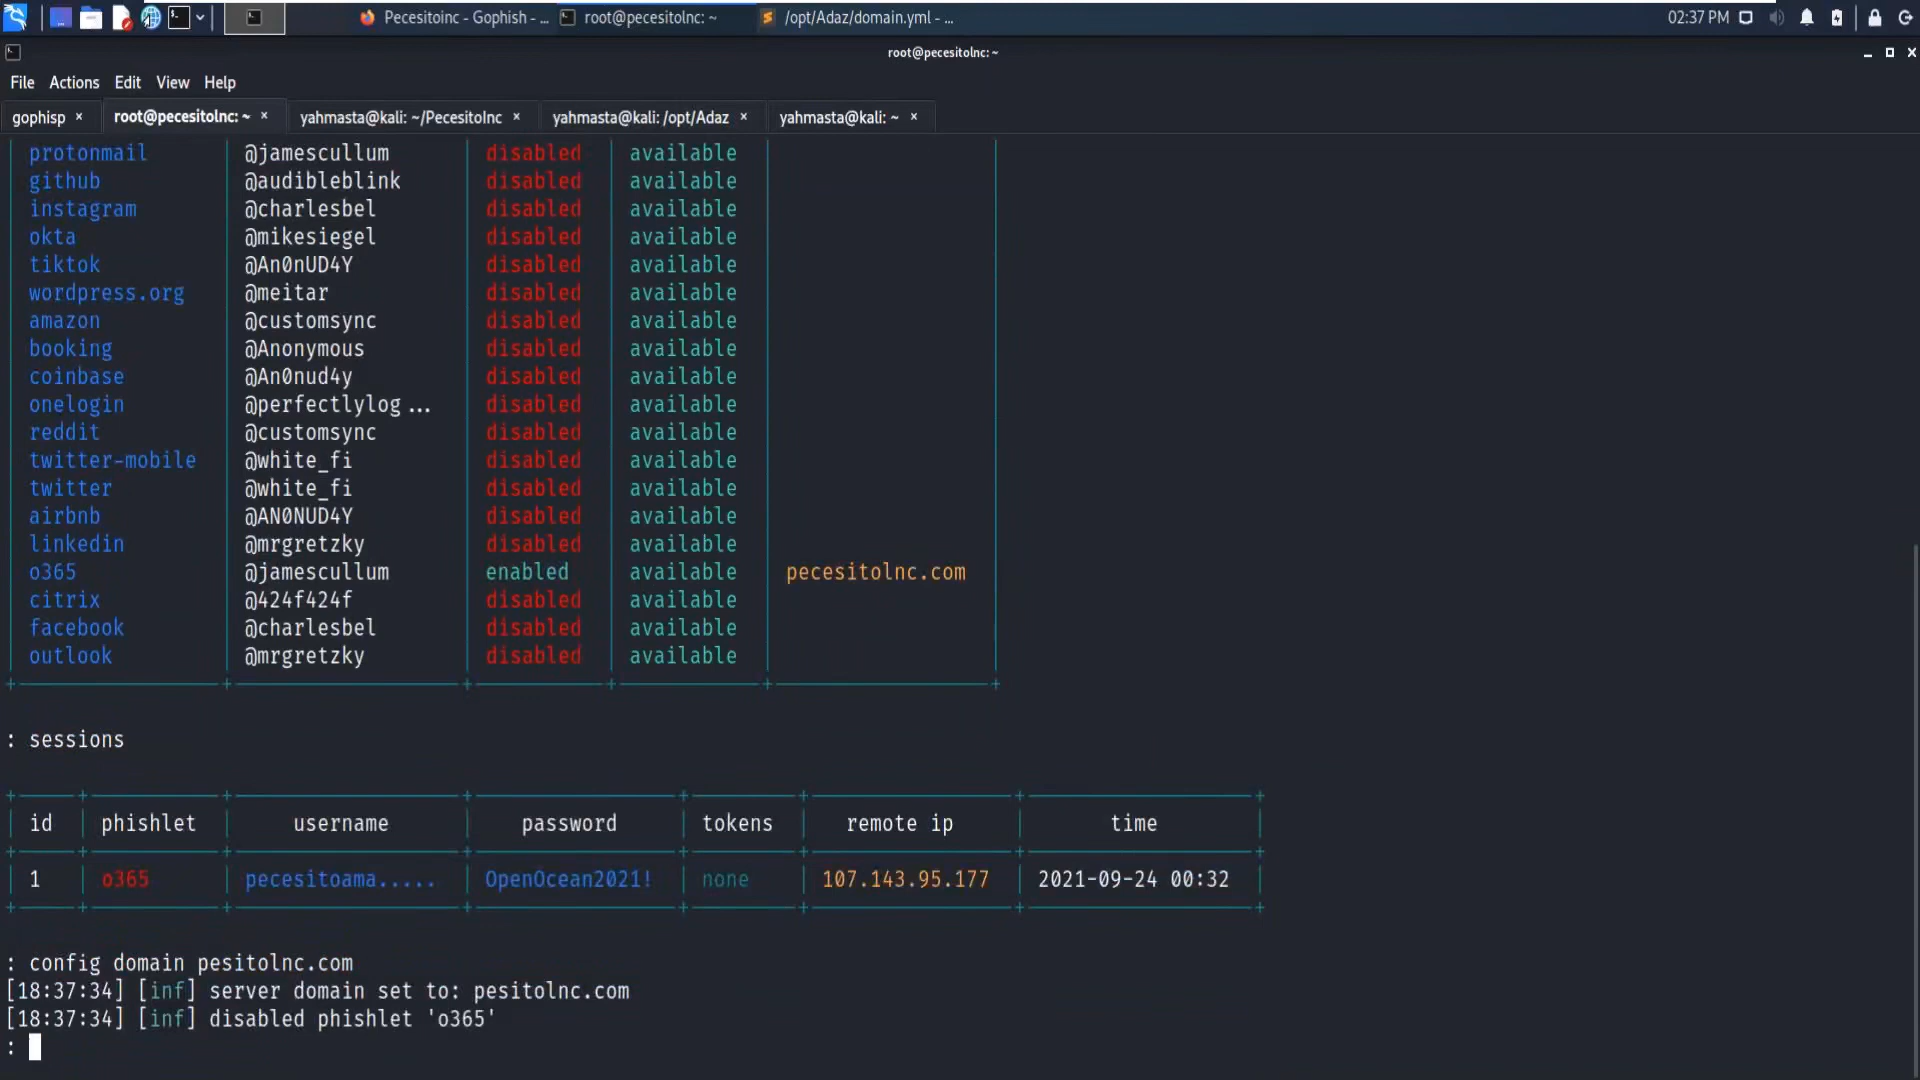 Pecesitoinc - Gophish - ...
root@pecesitolnc: ~
/opt/Adaz/domain.yml - ...
02:37 PM
root@pecesitolnc: ~
File Actions Edit View Help
gophisp ×
root@pecesitolnc: ~ ×
yahmasta@kali: ~/PecesitoInc ×
yahmasta@kali: /opt/Adaz ×
yahmasta@kali: ~ ×
protonmail @jamescullum disabled available
github @audibleblink disabled available
instagram @charlesbel disabled available
okta @mikesiegel disabled available
tiktok @An0nUD4Y disabled available
wordpress.org @meitar disabled available
amazon @customsync disabled available
booking @Anonymous disabled available
coinbase @An0nud4y disabled available
onelogin @perfectlylog... disabled available
reddit @customsync disabled available
twitter-mobile @white_fi disabled available
twitter @white_fi disabled available
airbnb @AN0NUD4Y disabled available
linkedin @mrgretzky disabled available
o365 @jamescullum enabled available pecesitolnc.com
citrix @424f424f disabled available
facebook @charlesbel disabled available
outlook @mrgretzky disabled available
: sessions
id phishlet username password tokens remote ip time
1 o365 pecesitoama..... OpenOcean2021! none 107.143.95.177 2021-09-24 00:32
: config domain pesitolnc.com
[18:37:34] [inf] server domain set to: pesitolnc.com
[18:37:34] [inf] disabled phishlet 'o365'
: